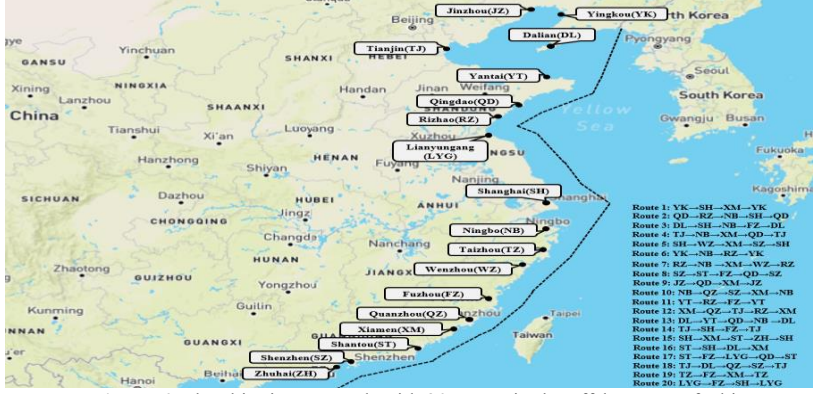 Jinzhou(JZ)
Yingkou(YK)
th Korea
Beijing
Dalian(DL)
Pyongyang
Yinchuan
Tianjin(TJ)
HEBEI
GANSU
Seoul
Yantai(YT)
Xining
NINGXIA
Handan
Jinan
Weifang
South Korea
Lanzhou
SHAANXI
Qingdao(QD)
SHANDONG
Yellow
Sea
China
Rizhao(RZ)
Gwangju
Busan
Tianshui
Xi'an
Luoyang
Xuzhou
Lianyungang
(LYG)
NGSU
Fukuoka
Hanzhong
HENAN
Fuyang
Shiyan
Nanjing
Kagoshima
SICHUAN
Dazhou
HUBEI
ANHUI
Shanghai(SH)
anghai
CHONGQING
Jingz
Ningbo
Ningbo(NB)
Changde
Nanchang
Taizhou(TZ)
Zhaotong
HUNAN
GUIZHOU
JIANGX
Wenzhou(WZ)
Yongzhou
Fuzhou(FZ)
Kunming
Guilin
Quanzhou(QZ)
Taipei
NNAN
Xiamen(XM)
GUANGXI
Taiwan
Shantou(ST)
Shenzhen(SZ)
Shenzhen
Hanoi
Beihai
Zhuhai(ZH)
Route 1: YK→SH→XM→YK
Route 2: QD→RZ→NB→SH→QD
Route 3: DL→SH→NB→FZ→DL
Route 4: TJ→NB→XM→QD→TJ
Route 5: SH→WZ→XM→SZ→SH
Route 6: YK→NB→RZ→YK
Route 7: RZ→NB→XM→WZ→RZ
Route 8: SZ→ST→FZ→QD→SZ
Route 9: JZ→QD→XM→JZ
Route 10: NB→QZ→SZ→XM→NB
Route 11: YT→RZ→FZ→YT
Route 12: XM→QZ→TJ→RZ→XM
Route 13: DL→YT→QD→NB→DL
Route 14: TJ→SH→FZ→TJ
Route 15: SH→XM→ST→ZH→SH
Route 16: ST→SH→DL→XM
Route 17: ST→FZ→LYG→QD→ST
Route 18: TJ→DL→QZ→SZ→TJ
Route 19: TZ→FZ→XM→TZ
Route 20: LYG→FZ→SH→LYG